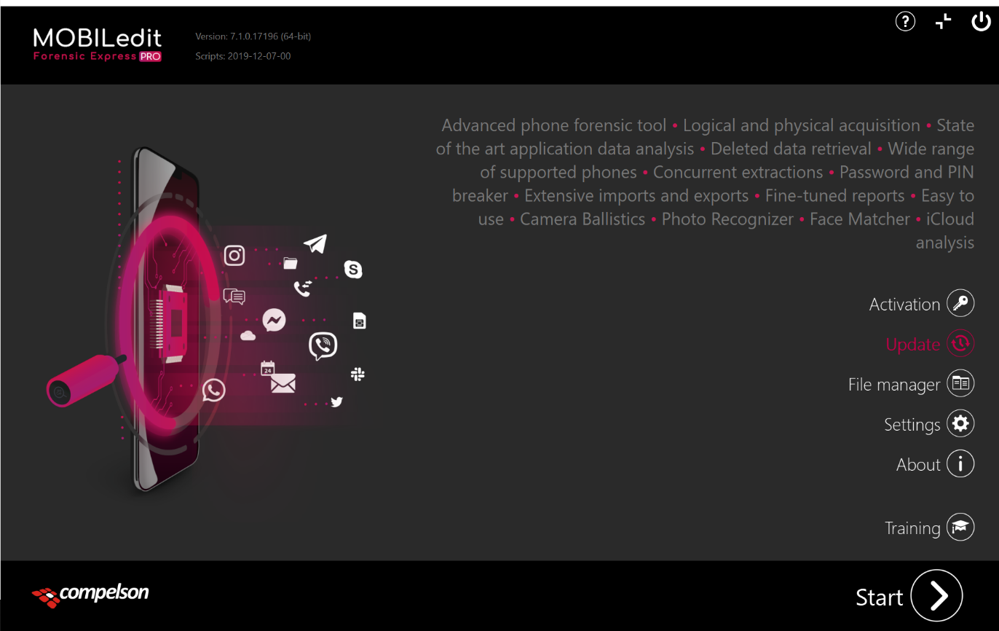 MOBILedit
Forensic Express PRO
Version: 7.1.0.17196 (64-bit)
Scripts: 2019-12-07-00
?
Advanced phone forensic tool • Logical and physical acquisition • State
of the art application data analysis • Deleted data retrieval • Wide range
of supported phones • Concurrent extractions • Password and PIN
breaker • Extensive imports and exports • Fine-tuned reports • Easy to
use • Camera Ballistics • Photo Recognizer • Face Matcher • iCloud
analysis
S
24
Activation
Update
File manager
Settings
About i
Training
compelson
Start